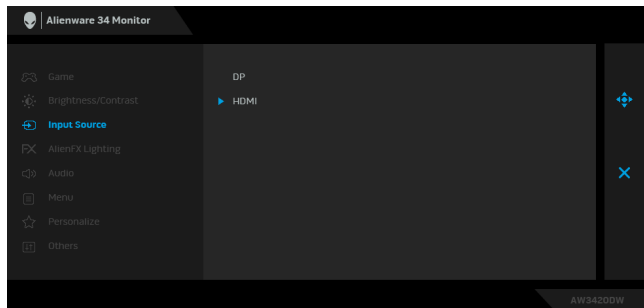 Alienware 34 Monitor
Game
Brightness/Contrast
Input Source
AlienFX Lighting
Audio
Menu
Personalize
Others
DP
HDMI
AW3420DW